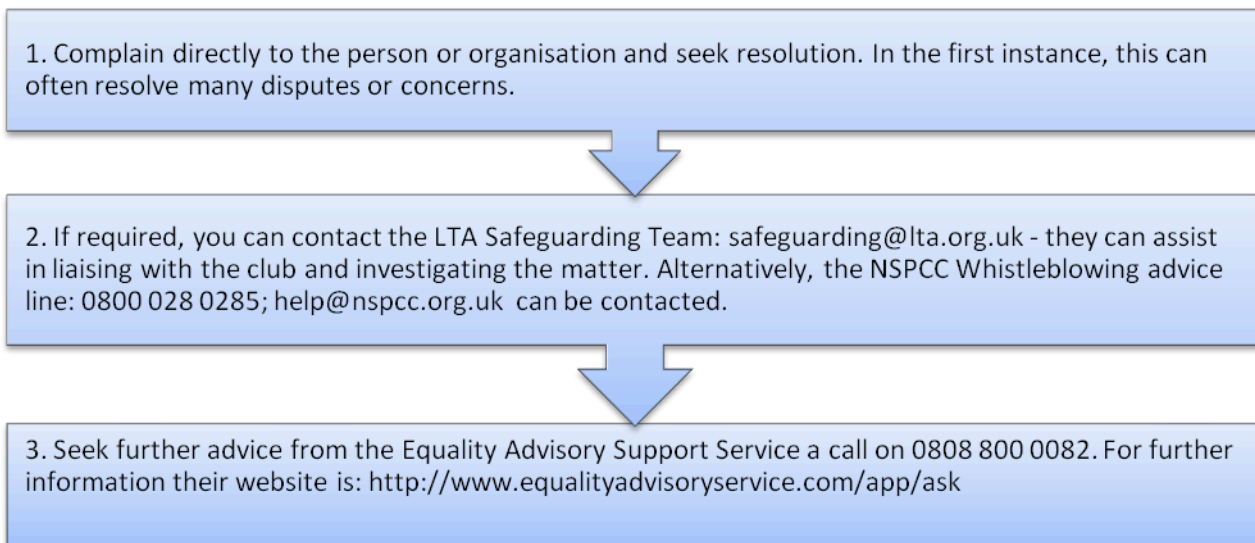 1. Complain directly to the person or organisation and seek resolution. In the first instance, this can
often resolve many disputes or concerns.
2. If required, you can contact the LTA Safeguarding Team: safeguarding@lta.org.uk - they can assist
in liaising with the club and investigating the matter. Alternatively, the NSPCC Whistleblowing advice
line: 0800 028 0285; help@nspcc.org.uk can be contacted.
3. Seek further advice from the Equality Advisory Support Service a call on 0808 800 0082. For further
information their website is: http://www.equalityadvisoryservice.com/app/ask